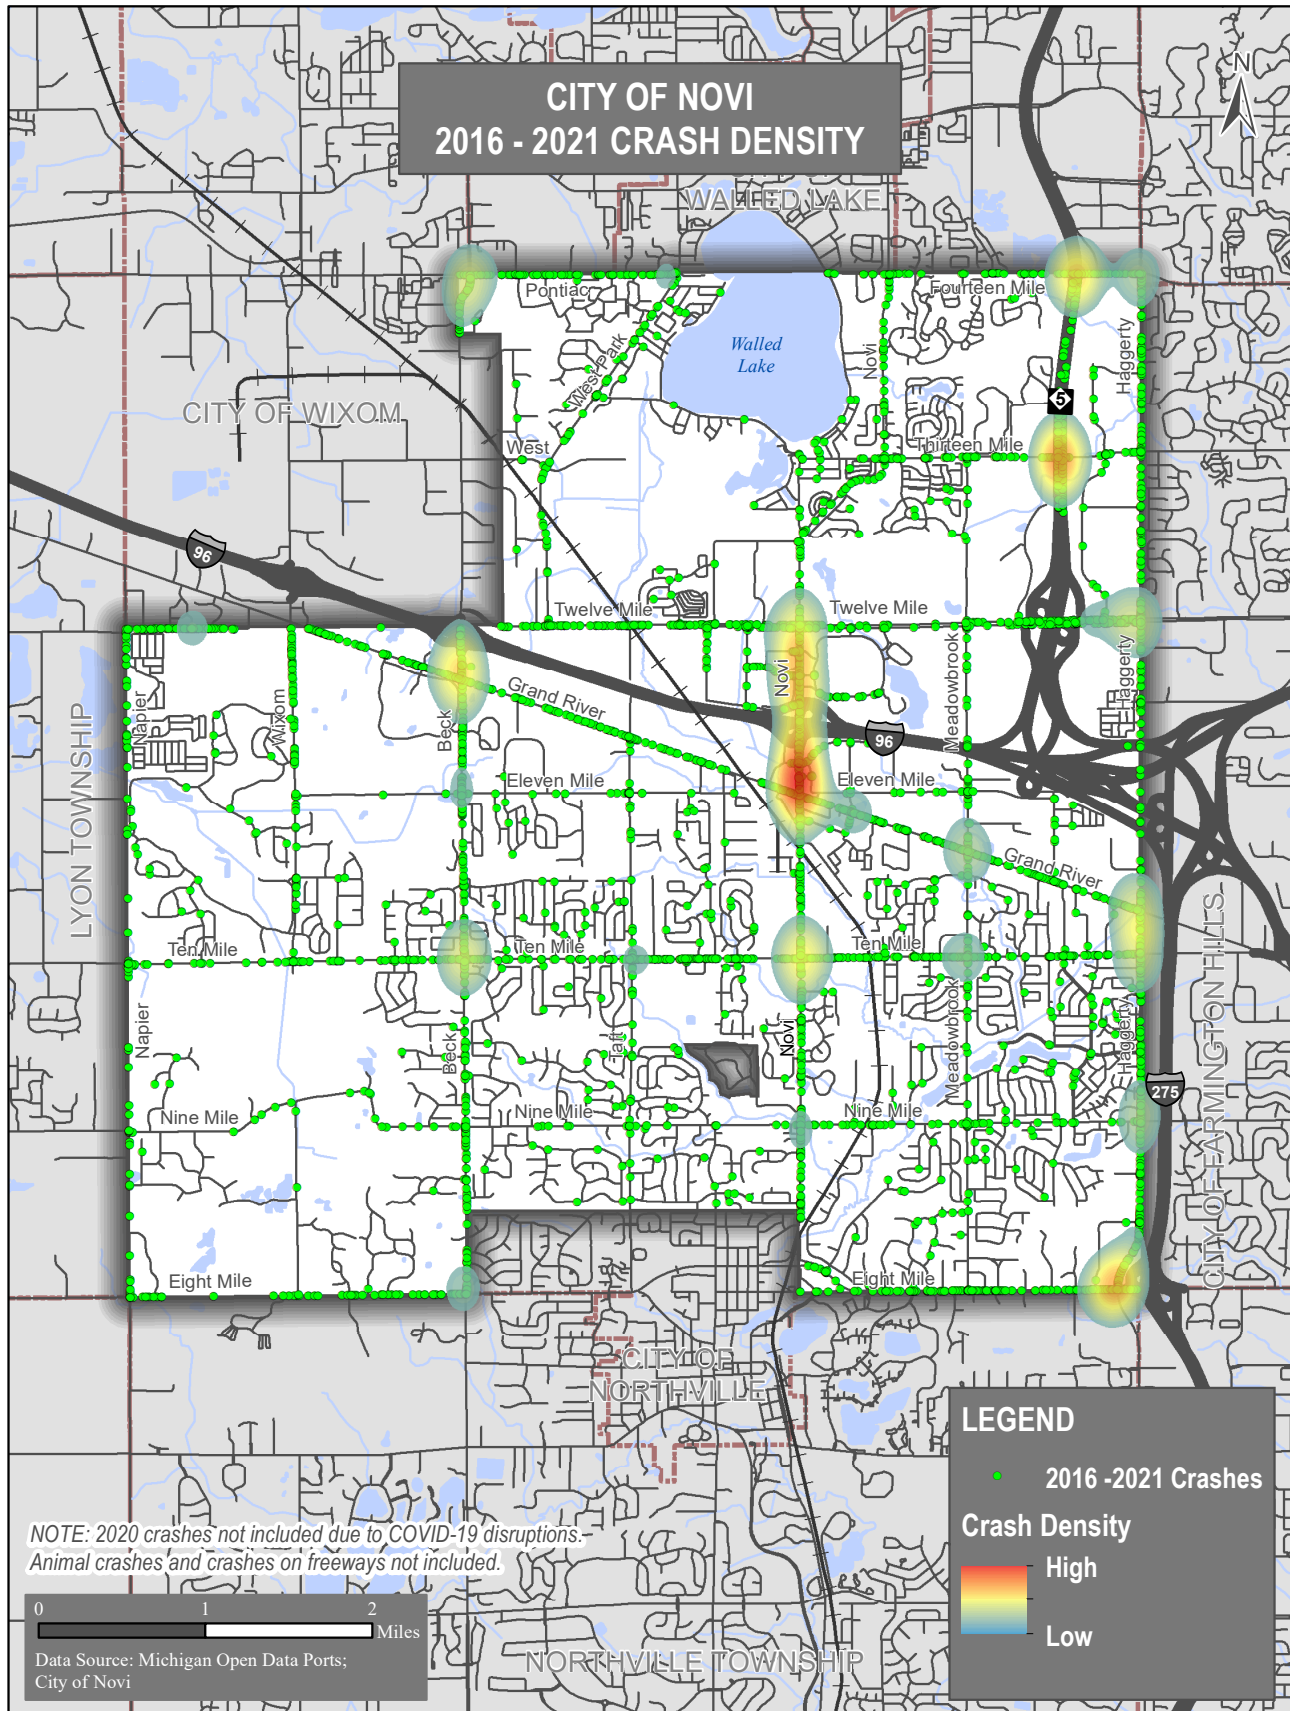 CITY OF NOVI
2016 - 2021 CRASH DENSITY
N
WALLED LAKE
Pontiac
Fourteen Mile
West Park
Walled
Lake
Novi
Haggerty
5
CITY OF WIXOM
West
Thirteen Mile
96
Twelve Mile
Twelve Mile
Napier
Wixom
Beck
Grand River
Novi
Meadowbrook
Haggerty
96
LYON TOWNSHIP
Eleven Mile
Eleven Mile
Grand River
Ten Mile
Ten Mile
Ten Mile
CITY OF FARMINGTON HILLS
Napier
Beck
Taft
Novi
Meadowbrook
Haggerty
275
Nine Mile
Nine Mile
Nine Mile
Eight Mile
Eight Mile
CITY OF
NORTHVILLE
LEGEND
2016 -2021 Crashes
Crash Density
High
Low
NOTE: 2020 crashes not included due to COVID-19 disruptions.
Animal crashes and crashes on freeways not included.
0 1 2
Miles
Data Source: Michigan Open Data Ports;
City of Novi
NORTHVILLE TOWNSHIP